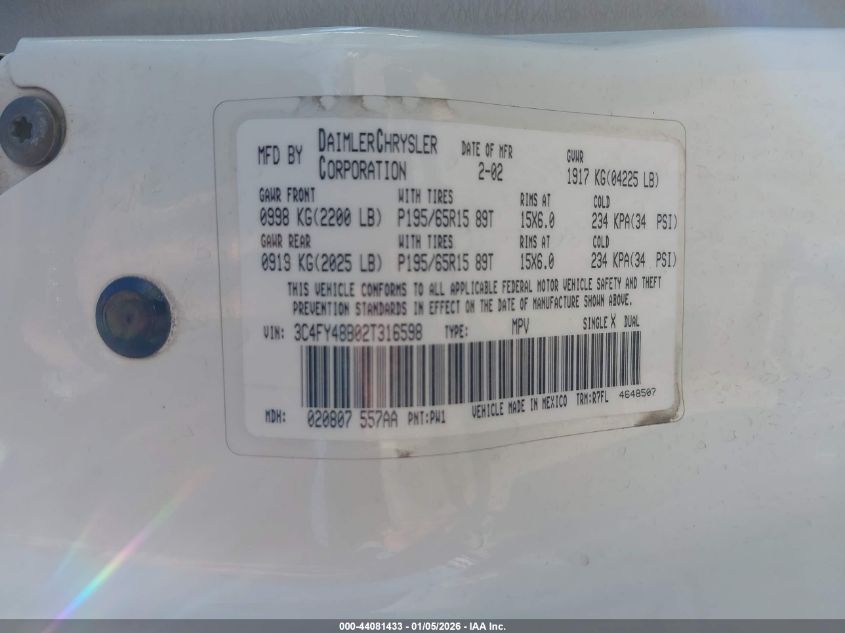 MFD BY DAIMLERCHRYSLER CORPORATION DATE OF MFR 2-02 GVWR 1917 KG(04225 LB)
GAWR FRONT WITH TIRES RIMS AT COLD
0998 KG(2200 LB) P195/65R15 89T 15X6.0 234 KPA(34 PSI)
GAWR REAR WITH TIRES RIMS AT COLD
0919 KG(2025 LB) P195/65R15 89T 15X6.0 234 KPA(34 PSI)
THIS VEHICLE CONFORMS TO ALL APPLICABLE FEDERAL MOTOR VEHICLE SAFETY AND THEFT
PREVENTION STANDARDS IN EFFECT ON THE DATE OF MANUFACTURE SHOWN ABOVE.
VIN: 3C4FY48B02T316598 TYPE: MPV SINGLE X DUAL
MDH: 020807 557AA PNT:PW1 VEHICLE MADE IN MEXICO TRM:R7FL 4648507
000-44081433 - 01/05/2026 - IAA Inc.